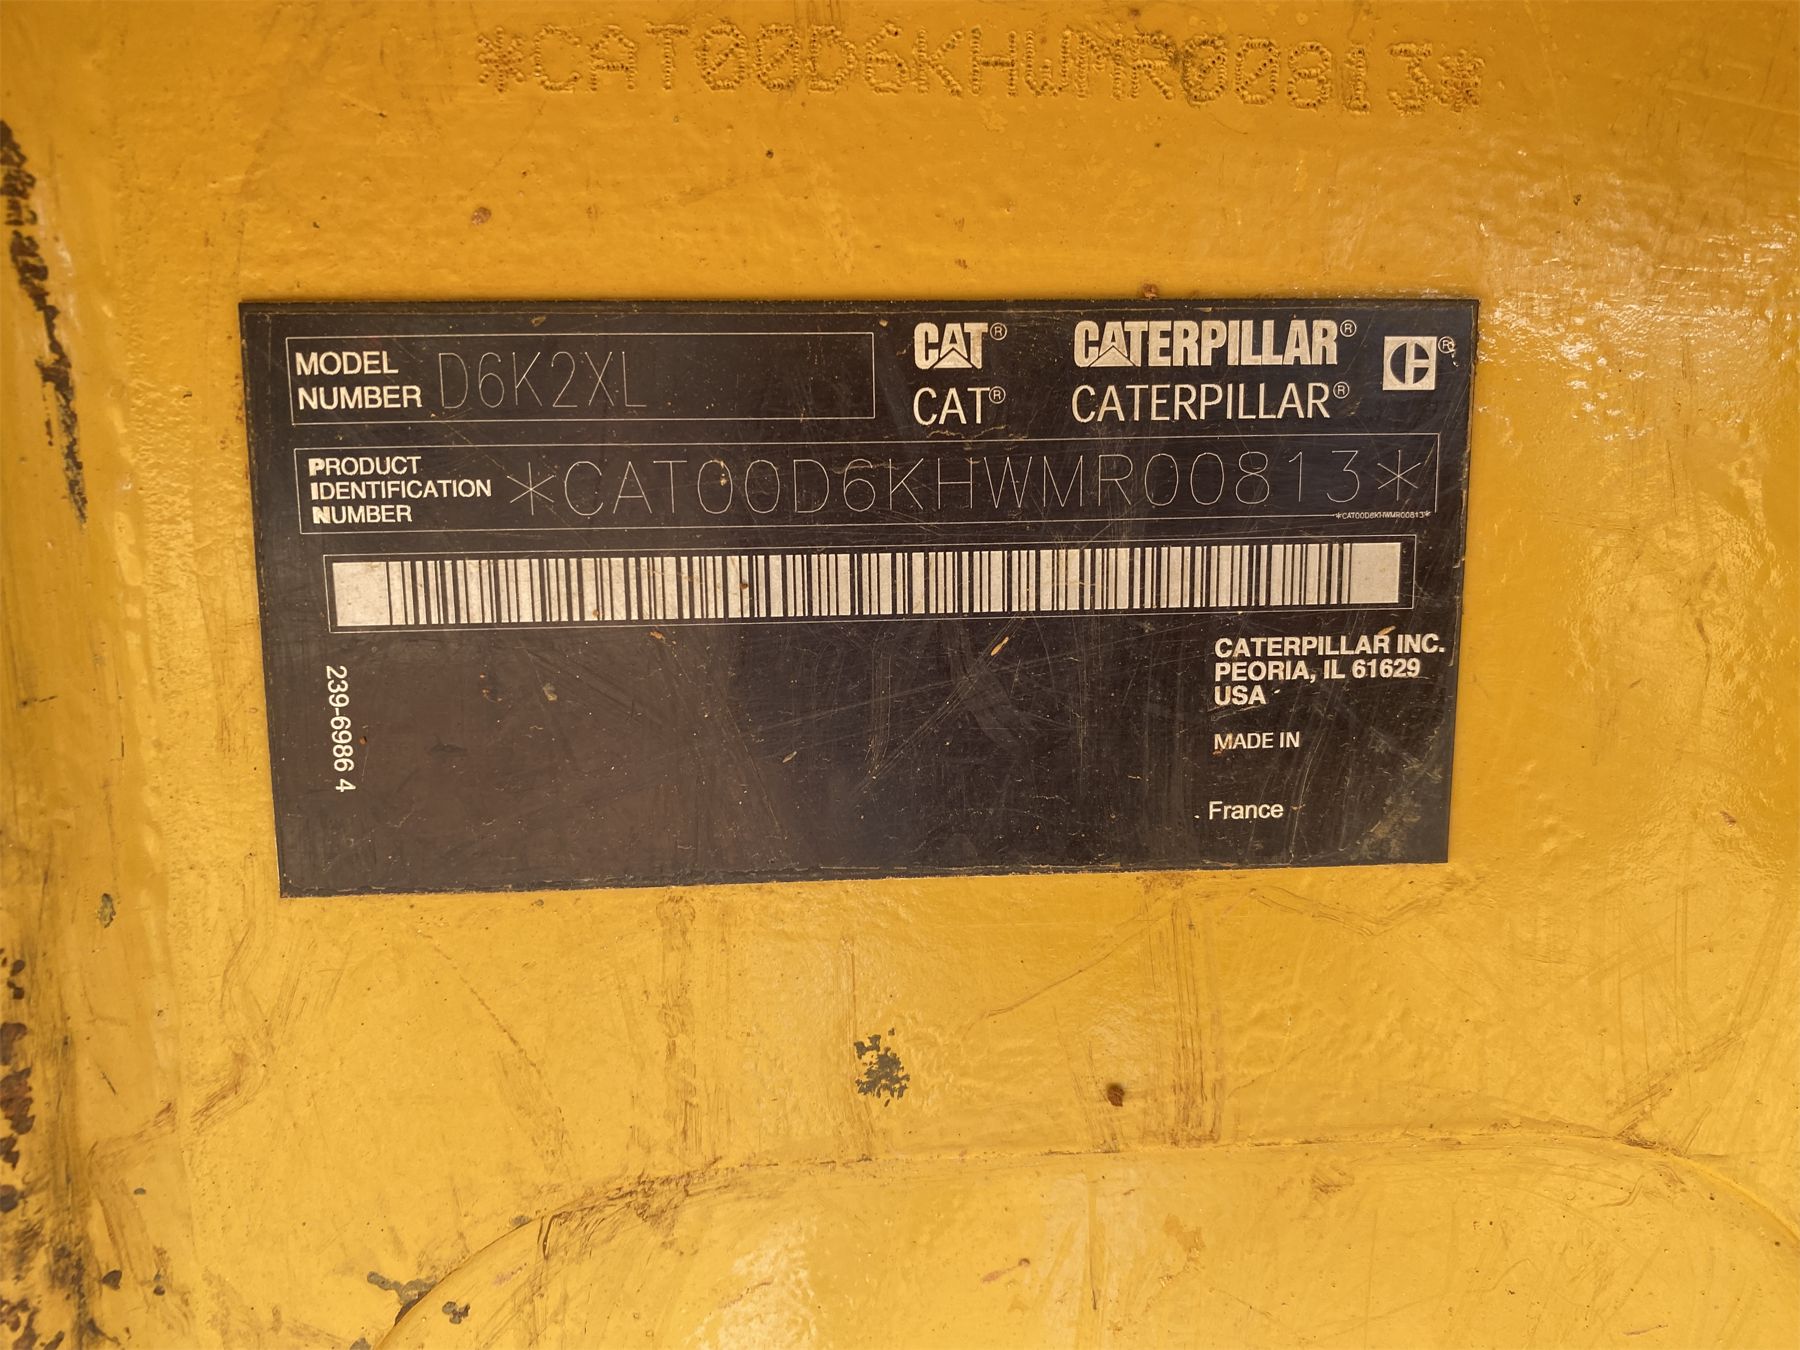 *CAT00D6KHWMR00813*
MODEL NUMBER D6K2XL
CAT® CATERPILLAR® C®
CAT® CATERPILLAR®
PRODUCT IDENTIFICATION NUMBER *CAT00D6KHWMR00813*
*CAT00D6KHWMR00813*
239-6986 4
CATERPILLAR INC.
PEORIA, IL 61629
USA
MADE IN
France